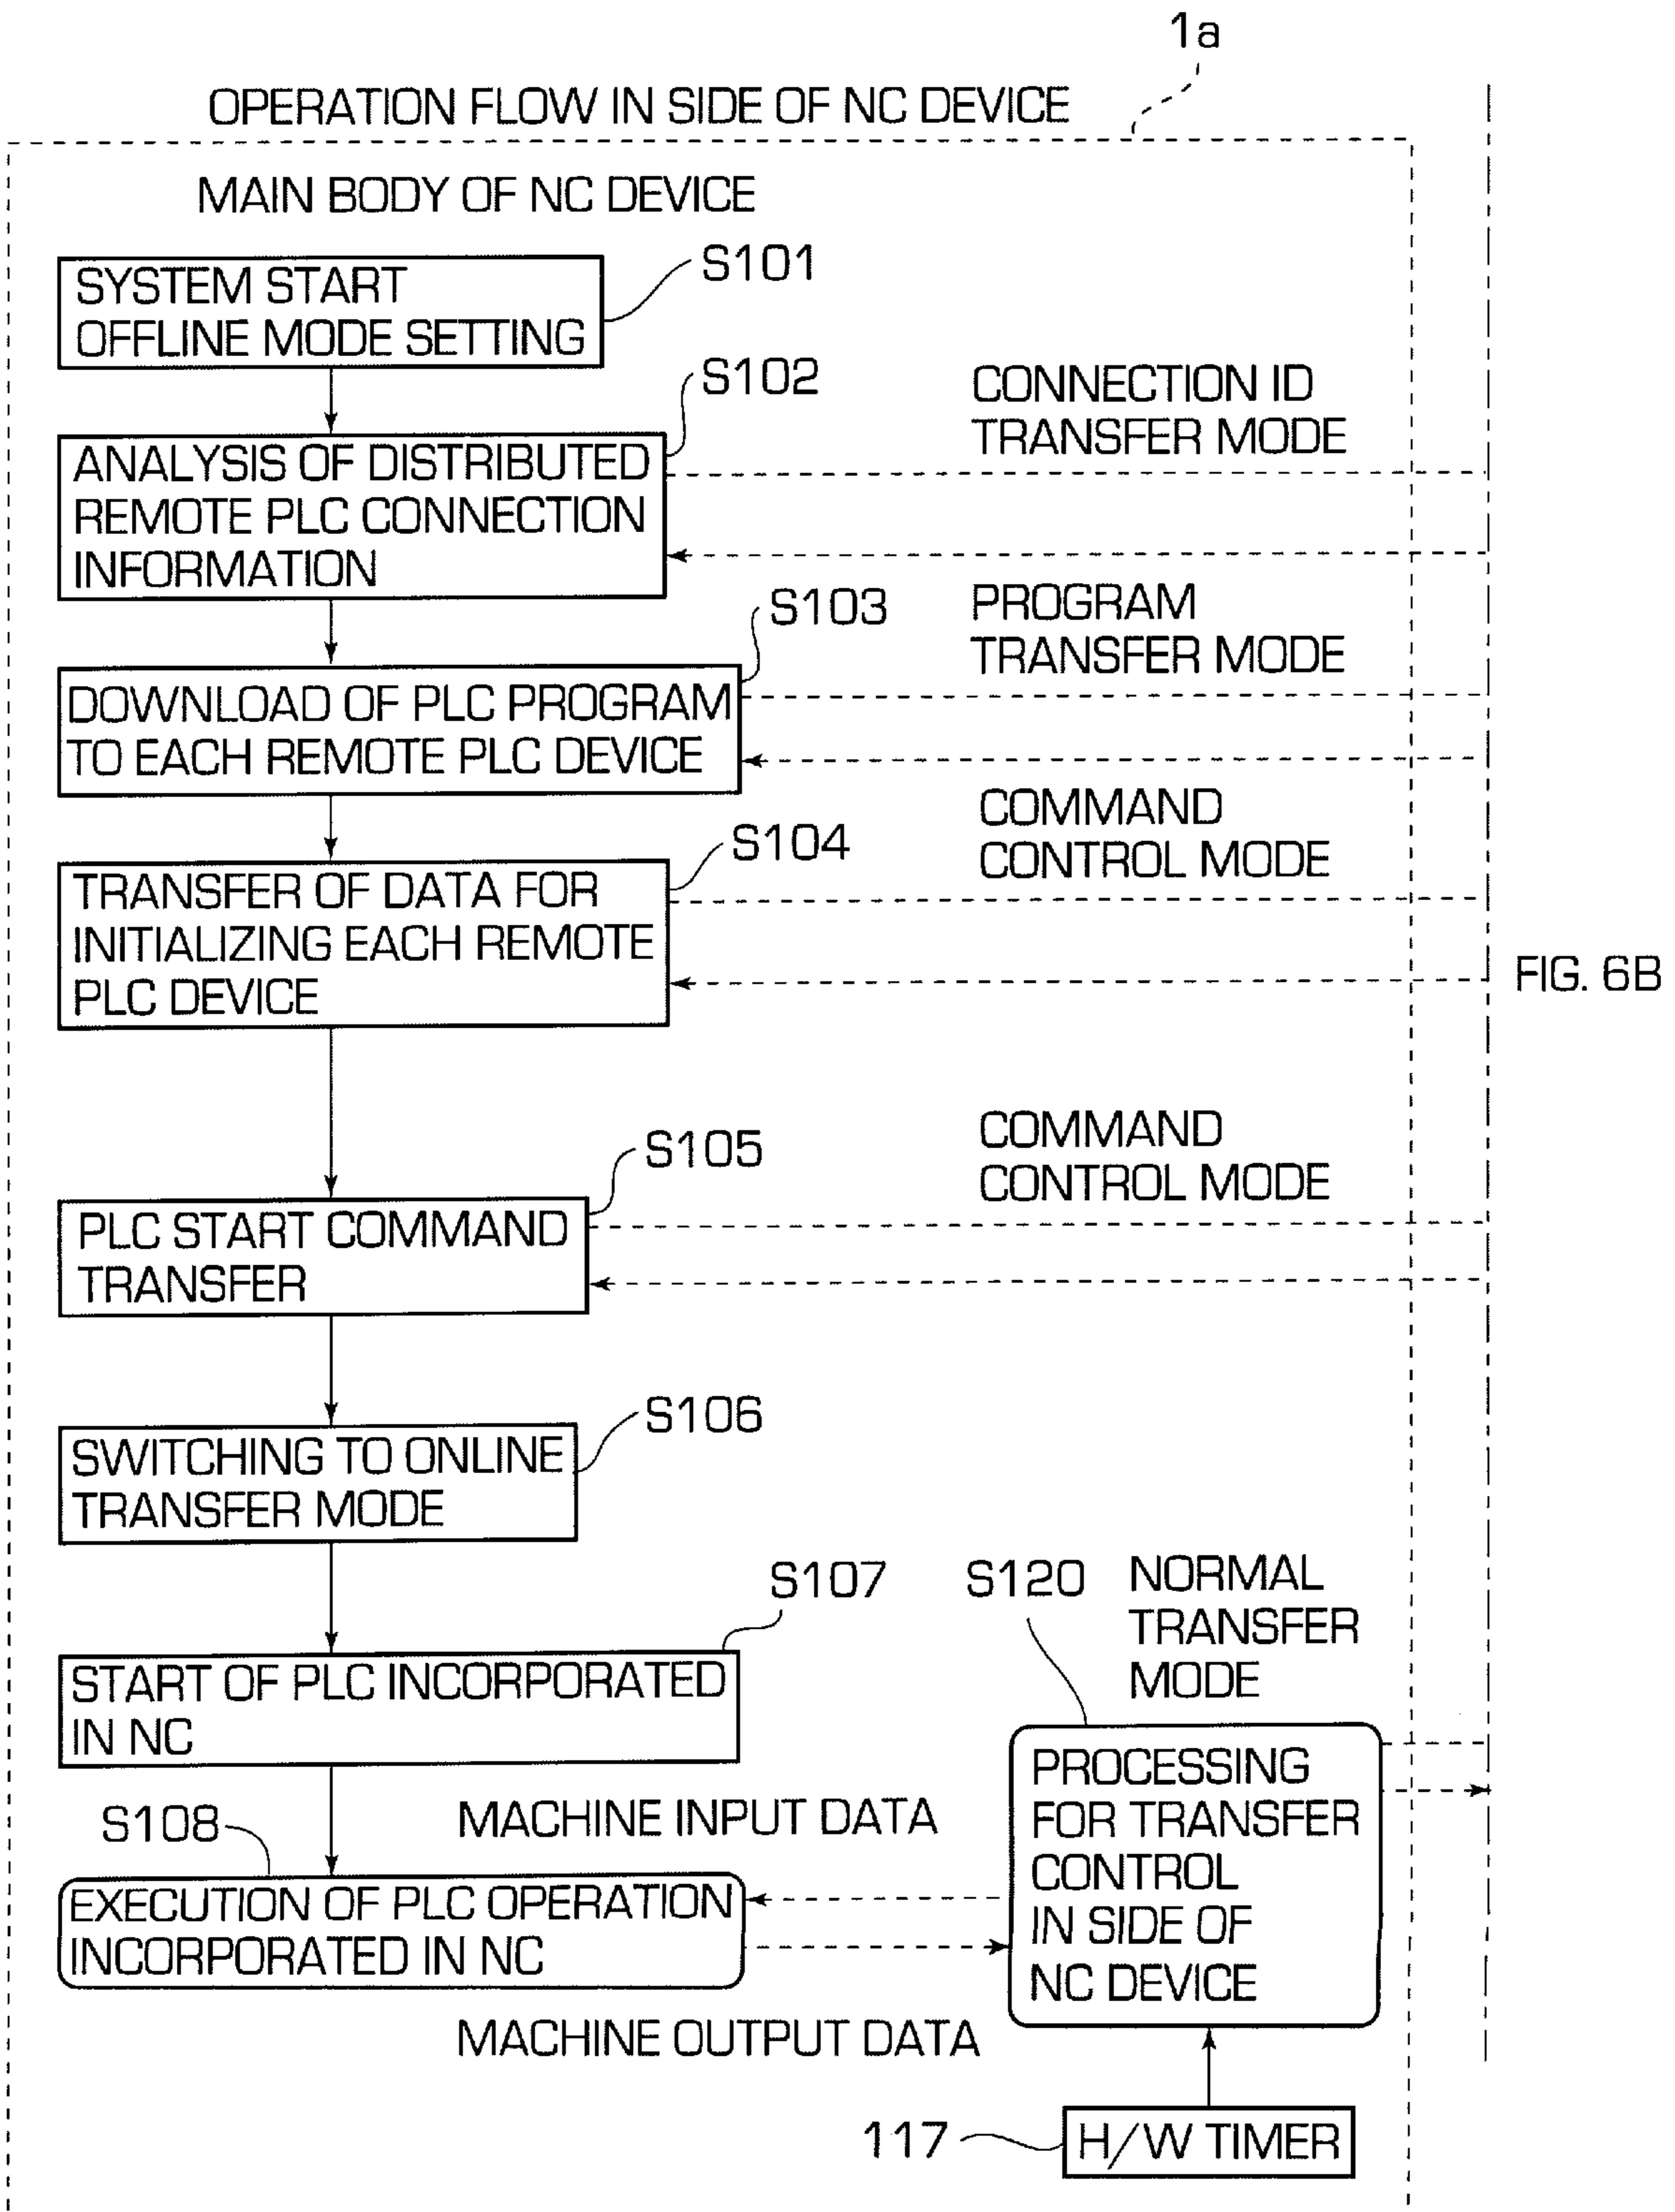 1a
OPERATION FLOW IN SIDE OF NC DEVICE
MAIN BODY OF NC DEVICE
S101
SYSTEM START
OFFLINE MODE SETTING
S102
CONNECTION ID
TRANSFER MODE
ANALYSIS OF DISTRIBUTED
REMOTE PLC CONNECTION
INFORMATION
S103
PROGRAM
TRANSFER MODE
DOWNLOAD OF PLC PROGRAM
TO EACH REMOTE PLC DEVICE
S104
COMMAND
CONTROL MODE
TRANSFER OF DATA FOR
INITIALIZING EACH REMOTE
PLC DEVICE
FIG. 6B
S105
COMMAND
CONTROL MODE
PLC START COMMAND
TRANSFER
S106
SWITCHING TO ONLINE
TRANSFER MODE
S107
S120
NORMAL
TRANSFER
MODE
START OF PLC INCORPORATED
IN NC
PROCESSING
FOR TRANSFER
CONTROL
IN SIDE OF
NC DEVICE
S108
MACHINE INPUT DATA
EXECUTION OF PLC OPERATION
INCORPORATED IN NC
MACHINE OUTPUT DATA
117
H/W TIMER